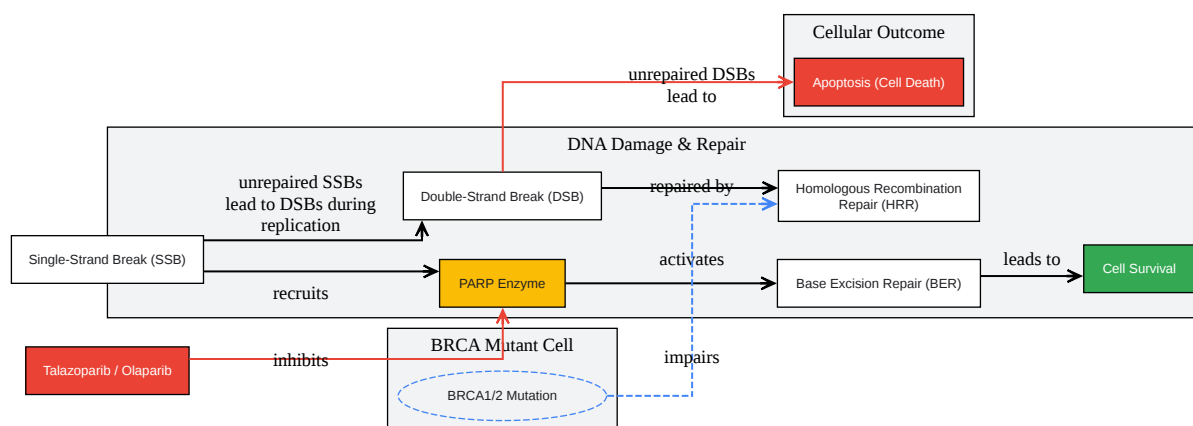 Cellular Outcome
unrepaired DSBs
lead to
Apoptosis (Cell Death)
DNA Damage & Repair
unrepaired SSBs
lead to DSBs during
replication
Double-Strand Break (DSB)
repaired by
Homologous Recombination
Repair (HRR)
Single-Strand Break (SSB)
recruits
PARP Enzyme
activates
Base Excision Repair (BER)
leads to
Cell Survival
Talazoparib / Olaparib
inhibits
BRCA Mutant Cell
BRCA1/2 Mutation
impairs